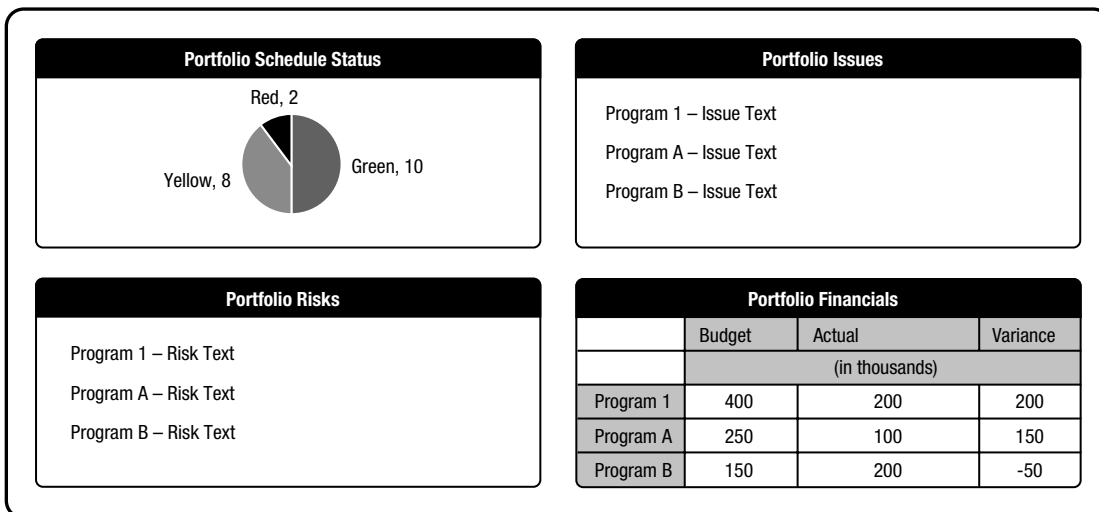 Portfolio Schedule Status
Red, 2
Yellow, 8
Green, 10
Portfolio Issues
Program 1 – Issue Text
Program A – Issue Text
Program B – Issue Text
Portfolio Risks
Program 1 – Risk Text
Program A – Risk Text
Program B – Risk Text
Portfolio Financials
Budget Actual Variance
(in thousands)
Program 1 400 200 200
Program A 250 100 150
Program B 150 200 -50